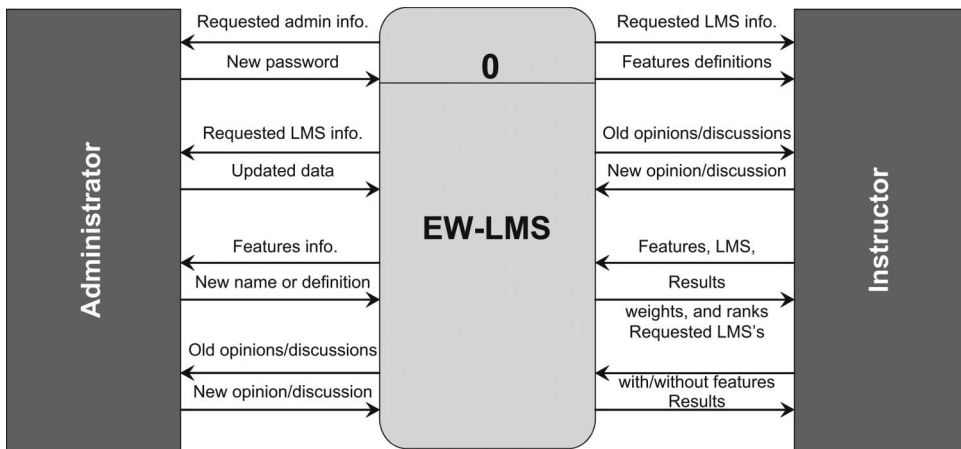 Administrator
Requested admin info.
New password
Requested LMS info.
Updated data
Features info.
New name or definition
Old opinions/discussions
New opinion/discussion
0
EW-LMS
Requested LMS info.
Features definitions
Old opinions/discussions
New opinion/discussion
Features, LMS,
Results
weights, and ranks
Requested LMS's
with/without features
Results
Instructor